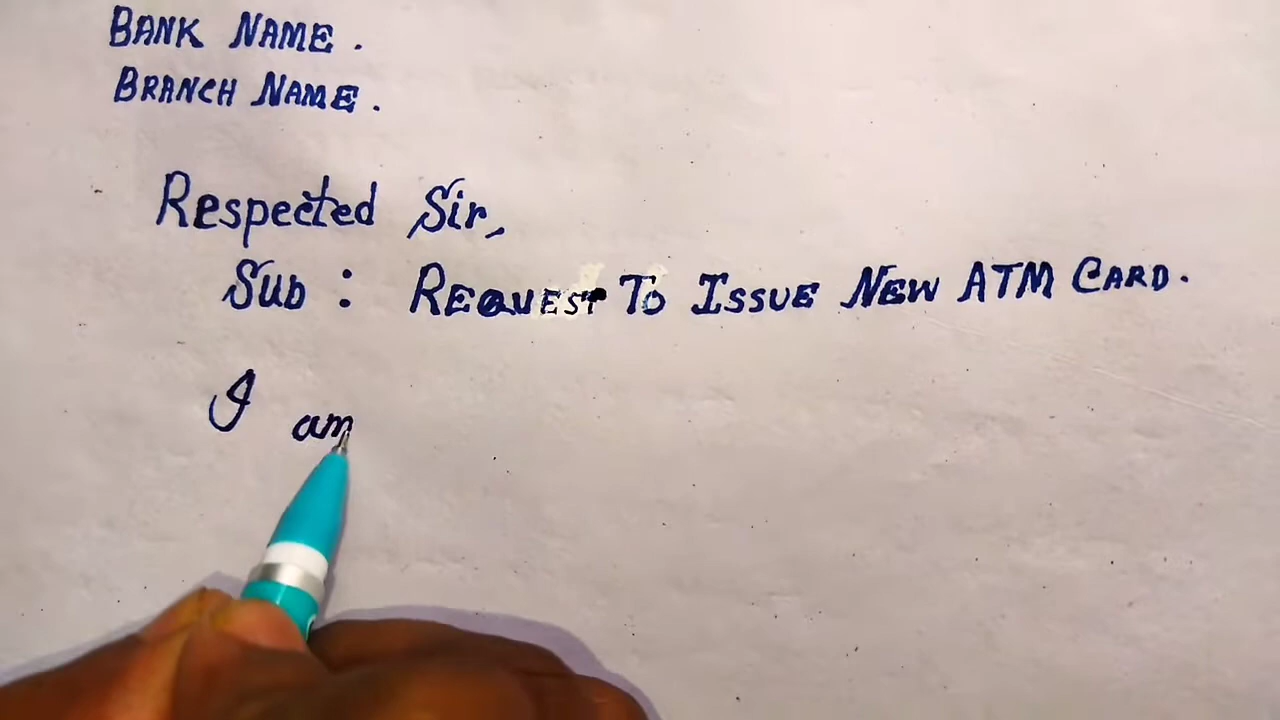 BANK NAME.
BRANCH NAME.
Respected Sir,
Sub : REQUEST TO ISSUE NEW ATM CARD.
I am